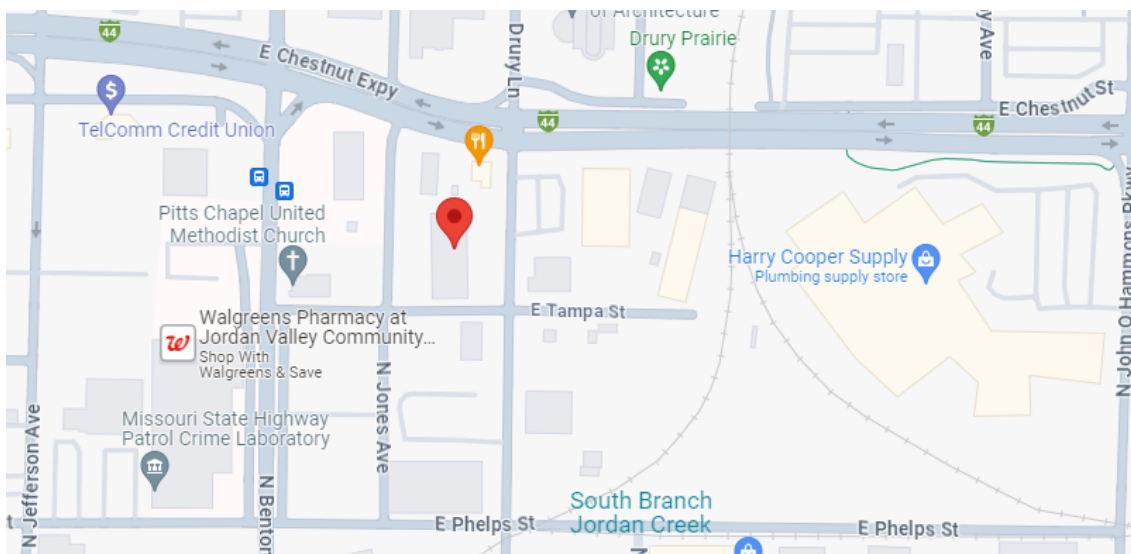 of Architecture
44
E Chestnut Expy
Drury Ln
Drury Prairie
y Ave
E Chestnut St
44
44
TelComm Credit Union
Pitts Chapel United
Methodist Church
Harry Cooper Supply
Plumbing supply store
N John Q Hammons Pkwy
E Tampa St
Walgreens Pharmacy at
Jordan Valley Community...
Shop With
Walgreens & Save
N Jones Ave
Missouri State Highway
Patrol Crime Laboratory
N Jefferson Ave
N Benton
South Branch
Jordan Creek
E Phelps St
E Phelps St
t
N